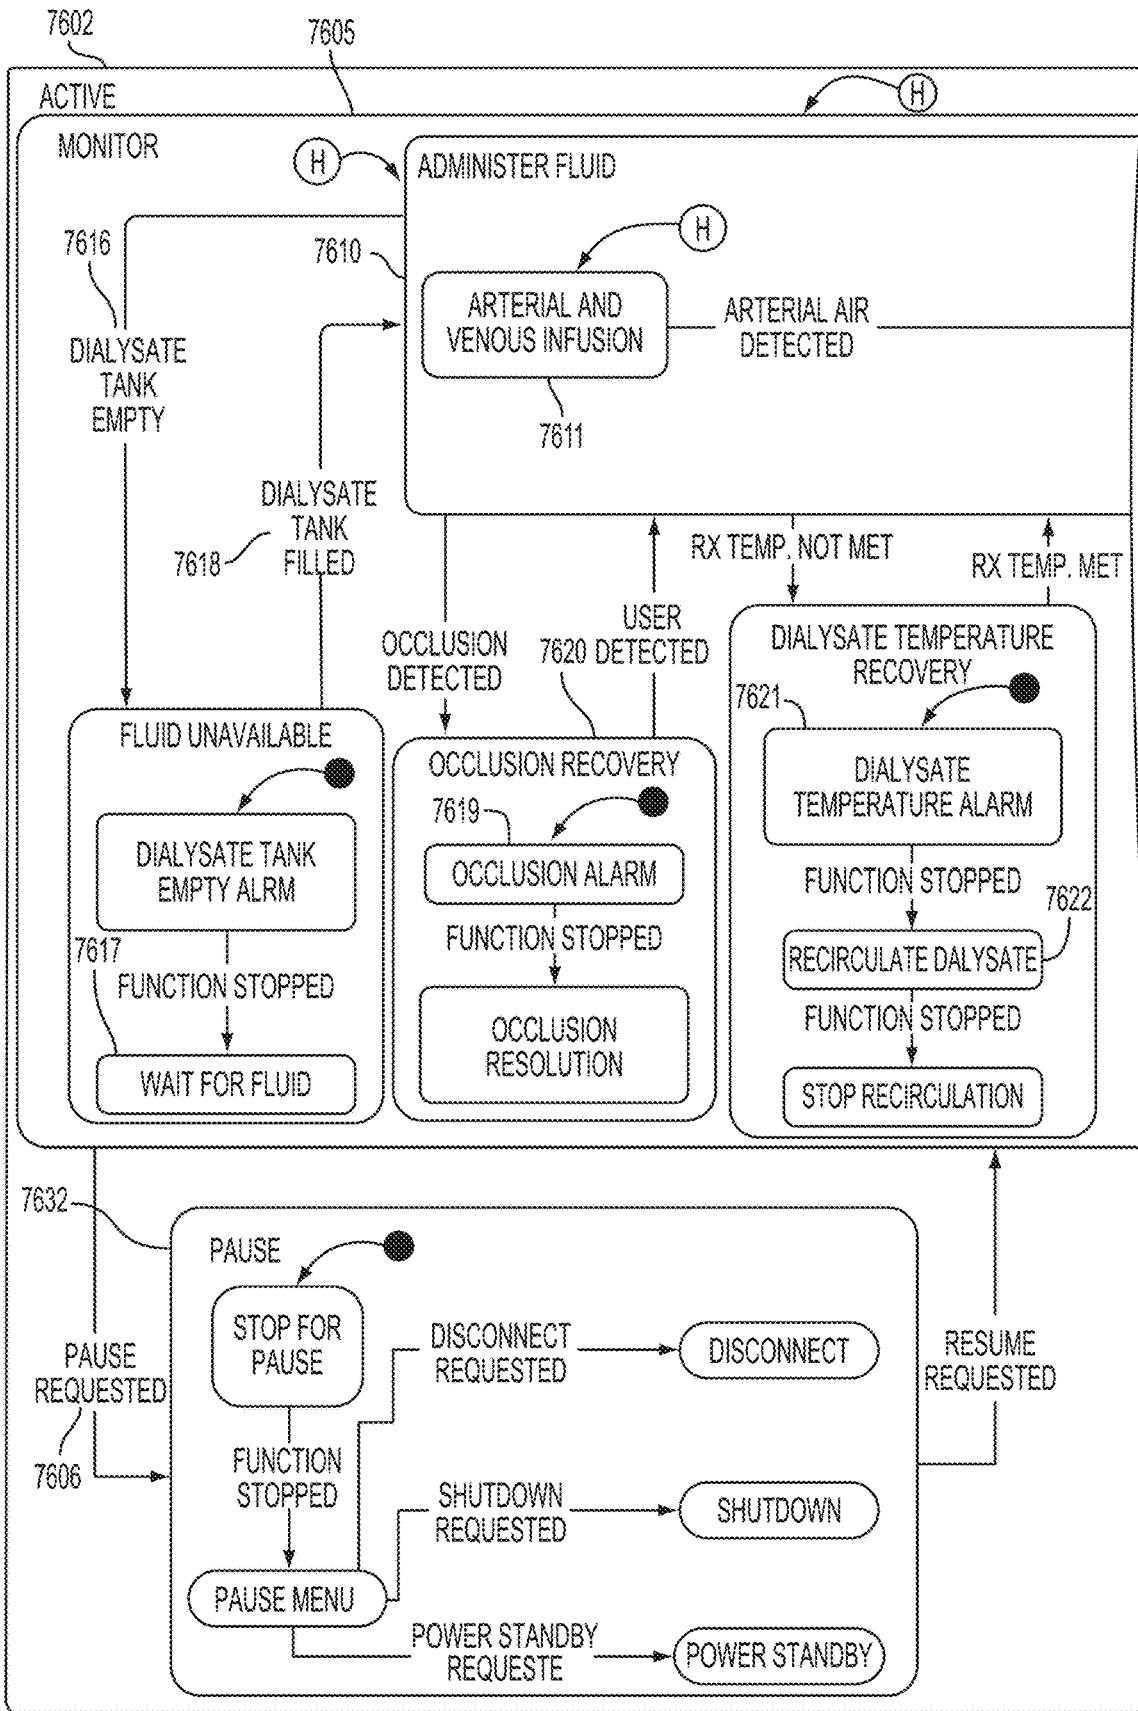 7602
7605
ACTIVE
H
MONITOR
H
ADMINISTER FLUID
7616
7610
H
ARTERIAL AND
VENOUS INFUSION
ARTERIAL AIR
DETECTED
DIALYSATE
TANK
EMPTY
7611
DIALYSATE
TANK
FILLED
7618
RX TEMP. NOT MET
RX TEMP. MET
OCCLUSION
DETECTED
7620
USER
DETECTED
DIALYSATE TEMPERATURE
RECOVERY
7621
FLUID UNAVAILABLE
OCCLUSION RECOVERY
DIALYSATE
TEMPERATURE ALARM
7619
DIALYSATE TANK
EMPTY ALRM
OCCLUSION ALARM
FUNCTION STOPPED
7622
7617
FUNCTION STOPPED
FUNCTION STOPPED
RECIRCULATE DALYSATE
FUNCTION STOPPED
OCCLUSION
RESOLUTION
WAIT FOR FLUID
STOP RECIRCULATION
7632
PAUSE
STOP FOR
PAUSE
DISCONNECT
REQUESTED
DISCONNECT
PAUSE
REQUESTED
RESUME
REQUESTED
7606
FUNCTION
STOPPED
SHUTDOWN
REQUESTED
SHUTDOWN
PAUSE MENU
POWER STANDBY
REQUESTE
POWER STANDBY